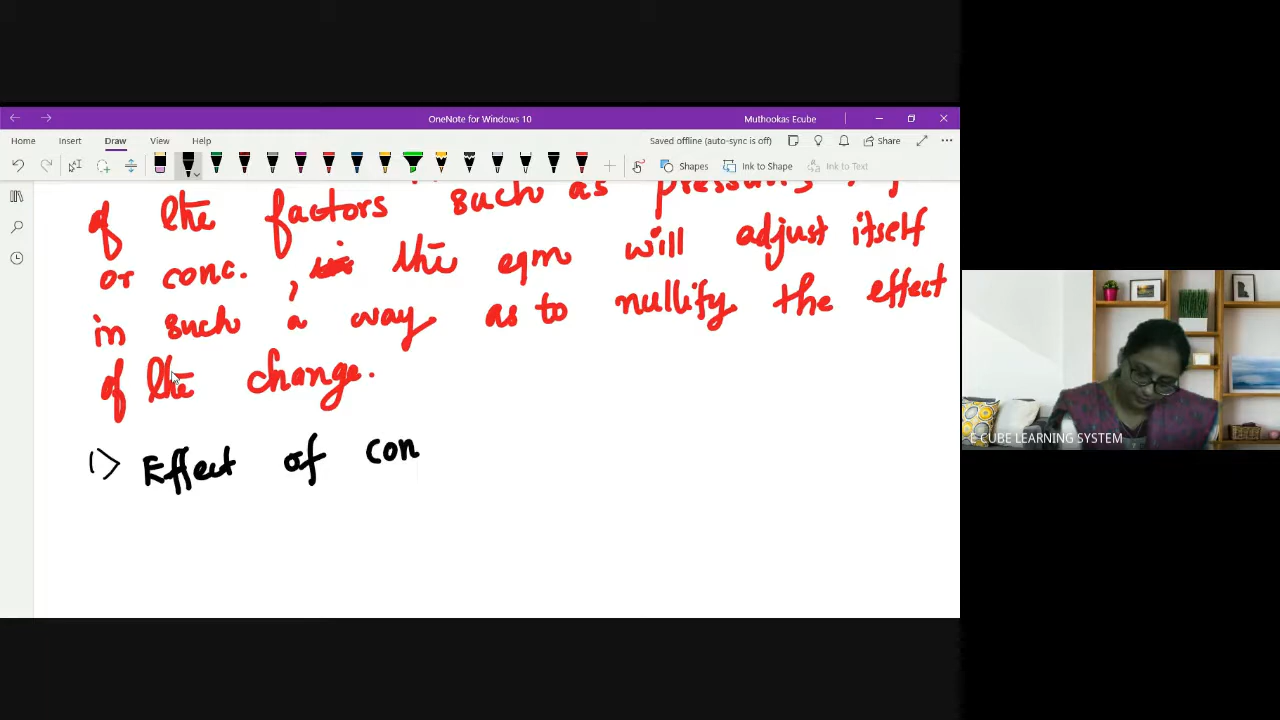 OneNote for Windows 10
Muthookas Ecube
Home Insert Draw View Help
Saved offline (auto-sync is off)
Share
Shapes
Ink to Shape
Ink to Text
of the factors such as
or conc. , the eqm will adjust itself
in such a way as to nullify the effect
of the change.
1) Effect of con
E CUBE LEARNING SYSTEM